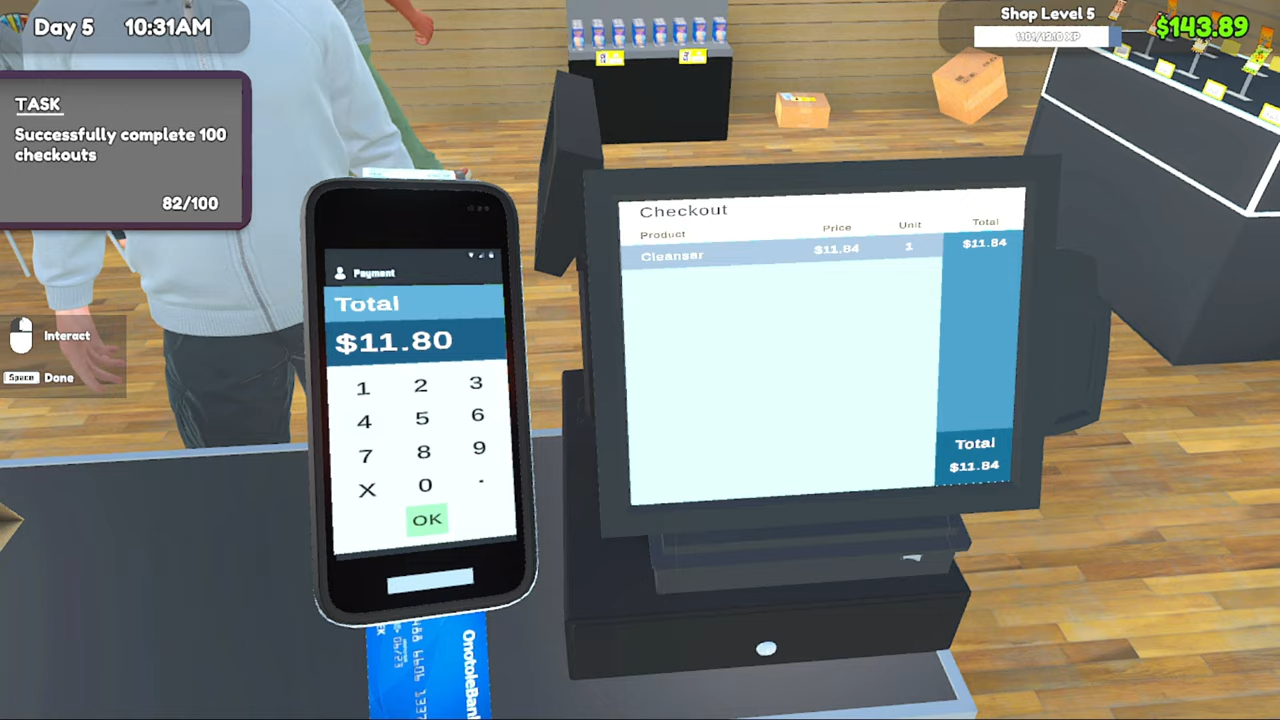 Day 5 10:31AM
Shop Level 5
$143.89
TASK
Successfully complete 100
checkouts
82/100
Interact
Space Done
Payment
Total
$11.80
1 2 3
4 5 6
7 8 9
X 0 .
OK
Checkout
Product Price Unit Total
Cleanser $11.84 1 $11.84
Total
$11.84
OnotoleBank